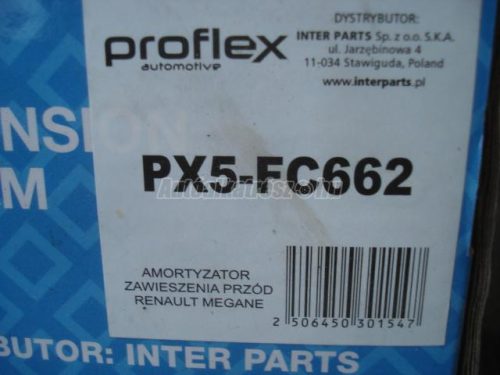 DYSTRYBUTOR:
INTER PARTS Sp. z o.o. S.K.A.
ul. Jarzębinowa 4
11-034 Stawiguda, Poland
www.interparts.pl
proflex
automotive
NSION
M
PX5-FC662
AMORTYZATOR
ZAWIESZENIA PRZÓD
RENAULT MEGANE
2 506450 301547
BUTOR: INTER PARTS